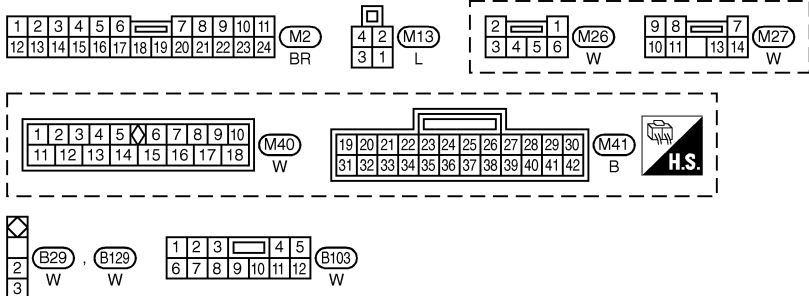 1 2 3 4 5 6 7 8 9 10 11
12 13 14 15 16 17 18 19 20 21 22 23 24
M2
BR
4 2
3 1
M13
L
2 1
3 4 5 6
M26
W
9 8 7
10 11 13 14
M27
W
1 2 3 4 5 6 7 8 9 10
11 12 13 14 15 16 17 18
M40
W
19 20 21 22 23 24 25 26 27 28 29 30
31 32 33 34 35 36 37 38 39 40 41 42
M41
B
H.S.
2
3
B29 , B129
W W
1 2 3 4 5
6 7 8 9 10 11 12
B103
W